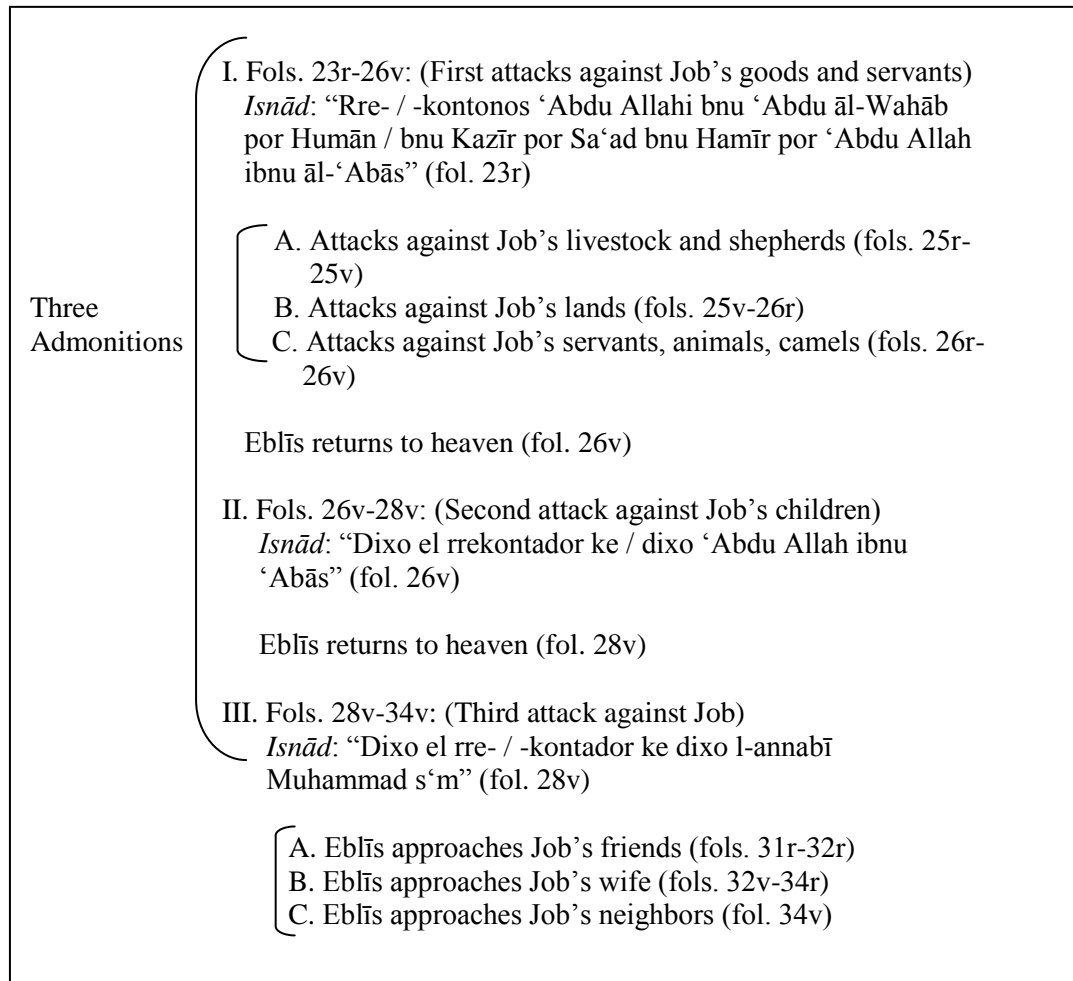 I. Fols. 23r-26v: (First attacks against Job’s goods and servants)
Isnād: “Rre- / -kontonos ‘Abdu Allahi bnu ‘Abdu āl-Wahāb
por Humān / bnu Kazīr por Sa‘ad bnu Hamīr por ‘Abdu Allah
ibnu āl-‘Abās” (fol. 23r)
A. Attacks against Job’s livestock and shepherds (fols. 25r-
25v)
Three
Admonitions
B. Attacks against Job’s lands (fols. 25v-26r)
C. Attacks against Job’s servants, animals, camels (fols. 26r-
26v)
Eblīs returns to heaven (fol. 26v)
II. Fols. 26v-28v: (Second attack against Job’s children)
Isnād: “Dixo el rrekontador ke / dixo ‘Abdu Allah ibnu
‘Abās” (fol. 26v)
Eblīs returns to heaven (fol. 28v)
III. Fols. 28v-34v: (Third attack against Job)
Isnād: “Dixo el rre- / -kontador ke dixo l-annabī
Muhammad s‘m” (fol. 28v)
A. Eblīs approaches Job’s friends (fols. 31r-32r)
B. Eblīs approaches Job’s wife (fols. 32v-34r)
C. Eblīs approaches Job’s neighbors (fol. 34v)